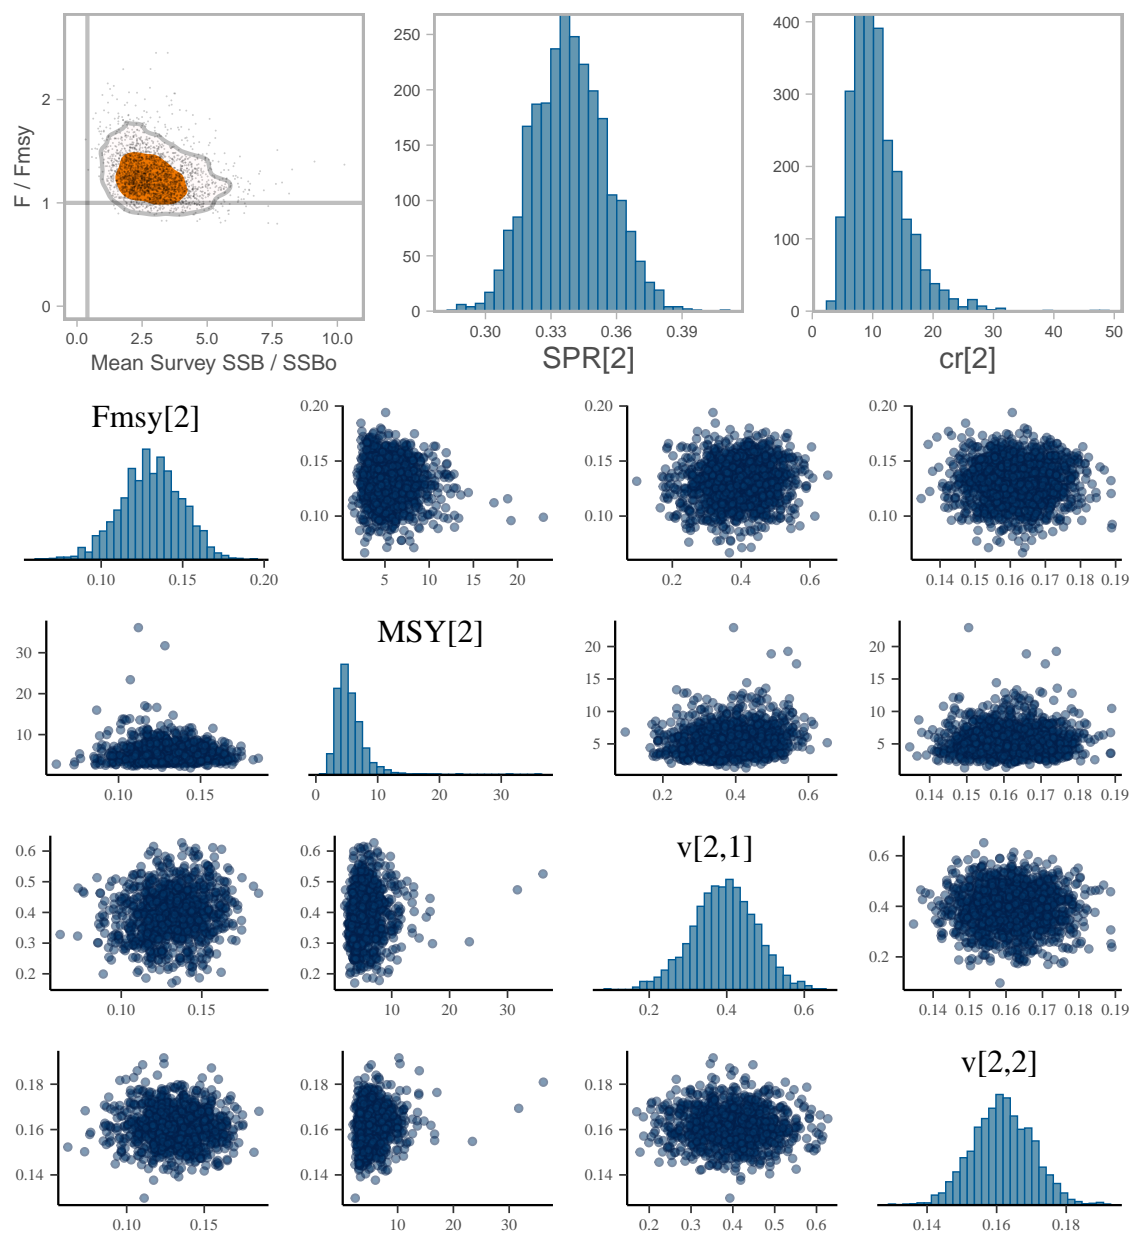 2
1
0
F / Fmsy
0.0 2.5 5.0 7.5 10.0
Mean Survey SSB / SSBo
250
200
150
100
50
0
0.30 0.33 0.36 0.39
SPR[2]
400
300
200
100
0
0 10 20 30 40 50
cr[2]
Fmsy[2]
0.10 0.15 0.20
0.20
0.15
0.10
5 10 15 20
0.20
0.15
0.10
0.2 0.4 0.6
0.20
0.15
0.10
0.14 0.15 0.16 0.17 0.18 0.19
30
20
10
0.10 0.15
MSY[2]
0 10 20 30
20
15
10
5
0.2 0.4 0.6
20
15
10
5
0.14 0.15 0.16 0.17 0.18 0.19
0.6
0.5
0.4
0.3
0.2
0.10 0.15
0.6
0.5
0.4
0.3
0.2
10 20 30
v[2,1]
0.2 0.4 0.6
0.6
0.4
0.2
0.14 0.15 0.16 0.17 0.18 0.19
0.18
0.16
0.14
0.10 0.15
0.18
0.16
0.14
10 20 30
0.18
0.16
0.14
0.2 0.3 0.4 0.5 0.6
v[2,2]
0.14 0.16 0.18